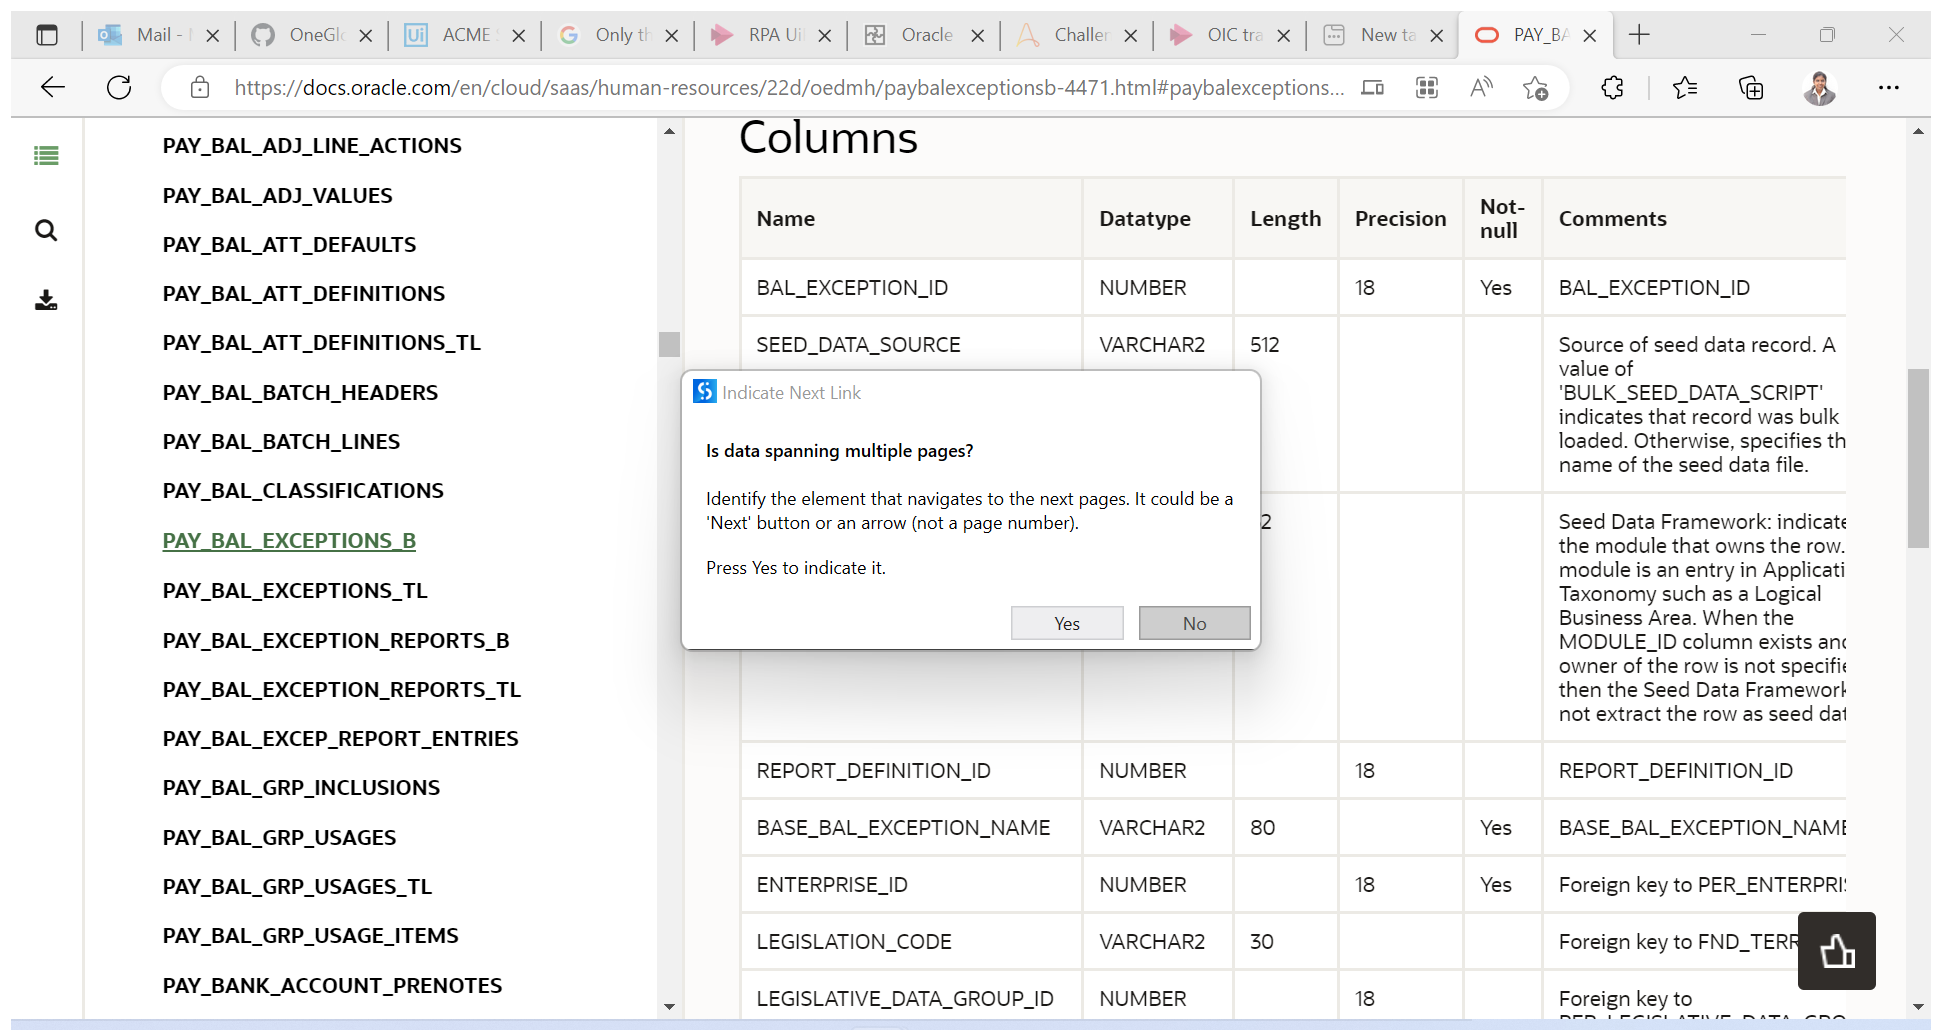 Mail -
OneGl
ACME
Only th
RPA Ui
Oracle
Challer
OIC tra
New ta
PAY_BA
https://docs.oracle.com/en/cloud/saas/human-resources/22d/oedmh/paybalexceptionsb-4471.html#paybalexceptions...
PAY_BAL_ADJ_LINE_ACTIONS
PAY_BAL_ADJ_VALUES
PAY_BAL_ATT_DEFAULTS
PAY_BAL_ATT_DEFINITIONS
PAY_BAL_ATT_DEFINITIONS_TL
PAY_BAL_BATCH_HEADERS
PAY_BAL_BATCH_LINES
PAY_BAL_CLASSIFICATIONS
PAY_BAL_EXCEPTIONS_B
PAY_BAL_EXCEPTIONS_TL
PAY_BAL_EXCEPTION_REPORTS_B
PAY_BAL_EXCEPTION_REPORTS_TL
PAY_BAL_EXCEP_REPORT_ENTRIES
PAY_BAL_GRP_INCLUSIONS
PAY_BAL_GRP_USAGES
PAY_BAL_GRP_USAGES_TL
PAY_BAL_GRP_USAGE_ITEMS
PAY_BANK_ACCOUNT_PRENOTES
Columns
Name Datatype Length Precision Not-null Comments
BAL_EXCEPTION_ID NUMBER 18 Yes BAL_EXCEPTION_ID
SEED_DATA_SOURCE VARCHAR2 512 Source of seed data record. A
value of
'BULK_SEED_DATA_SCRIPT'
indicates that record was bulk
loaded. Otherwise, specifies th
name of the seed data file.
2 Seed Data Framework: indicate
the module that owns the row.
module is an entry in Applicati
Taxonomy such as a Logical
Business Area. When the
MODULE_ID column exists and
owner of the row is not specifie
then the Seed Data Framework
not extract the row as seed dat
REPORT_DEFINITION_ID NUMBER 18 REPORT_DEFINITION_ID
BASE_BAL_EXCEPTION_NAME VARCHAR2 80 Yes BASE_BAL_EXCEPTION_NAME
ENTERPRISE_ID NUMBER 18 Yes Foreign key to PER_ENTERPRIS
LEGISLATION_CODE VARCHAR2 30 Foreign key to FND_TERR
LEGISLATIVE_DATA_GROUP_ID NUMBER 18 Foreign key to
PER_LEGISLATIVE_DATA_GRO
Indicate Next Link
Is data spanning multiple pages?
Identify the element that navigates to the next pages. It could be a
'Next' button or an arrow (not a page number).
Press Yes to indicate it.
Yes No